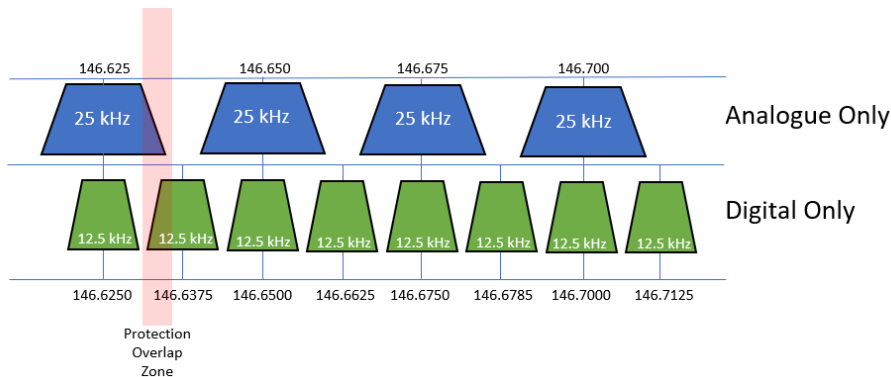 146.625 146.650 146.675 146.700
25 kHz 25 kHz 25 kHz 25 kHz
Analogue Only
12.5 kHz 12.5 kHz 12.5 kHz 12.5 kHz 12.5 kHz 12.5 kHz 12.5 kHz 12.5 kHz
Digital Only
146.6250 146.6375 146.6500 146.6625 146.6750 146.6785 146.7000 146.7125
Protection
Overlap
Zone